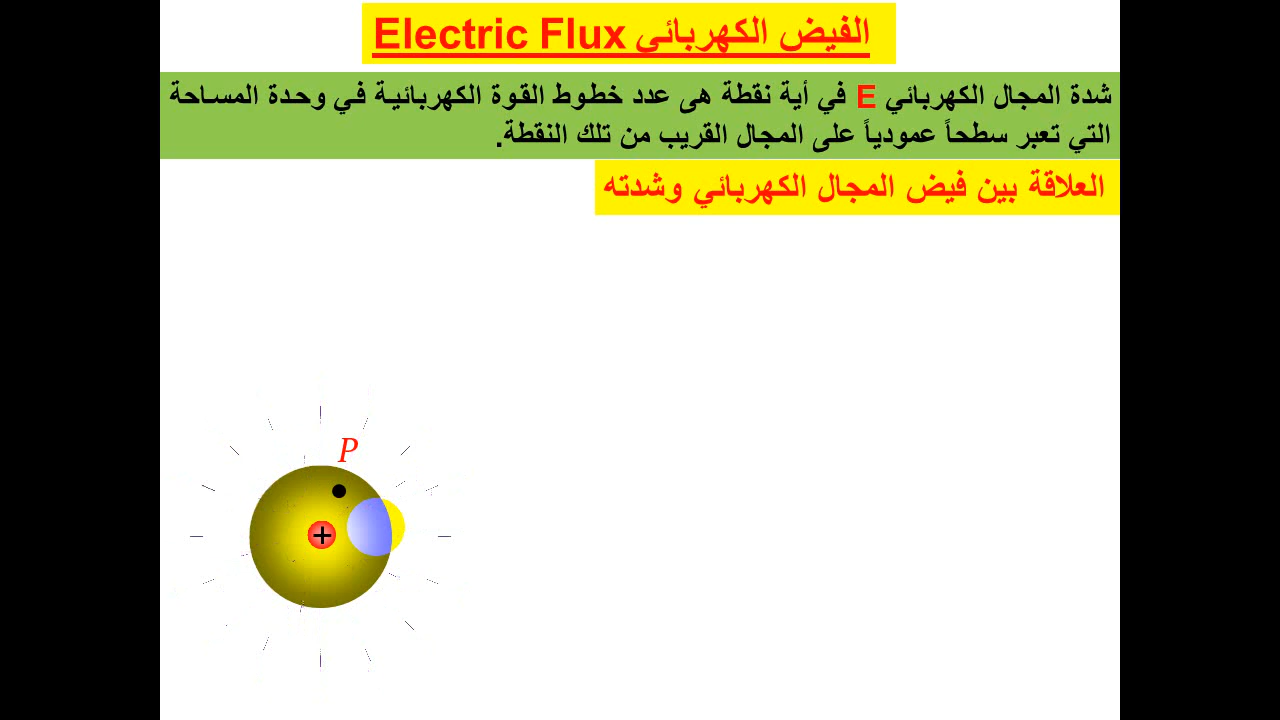 الفيض الكهربائى Electric Flux
شدة المجال الكهربائي E في أية نقطة هى عدد خطوط القوة الكهربائية في وحدة المساحة
التي تعبر سطحاً عمودياً على المجال القريب من تلك النقطة.
العلاقة بين فيض المجال الكهربائي وشدته
P
+